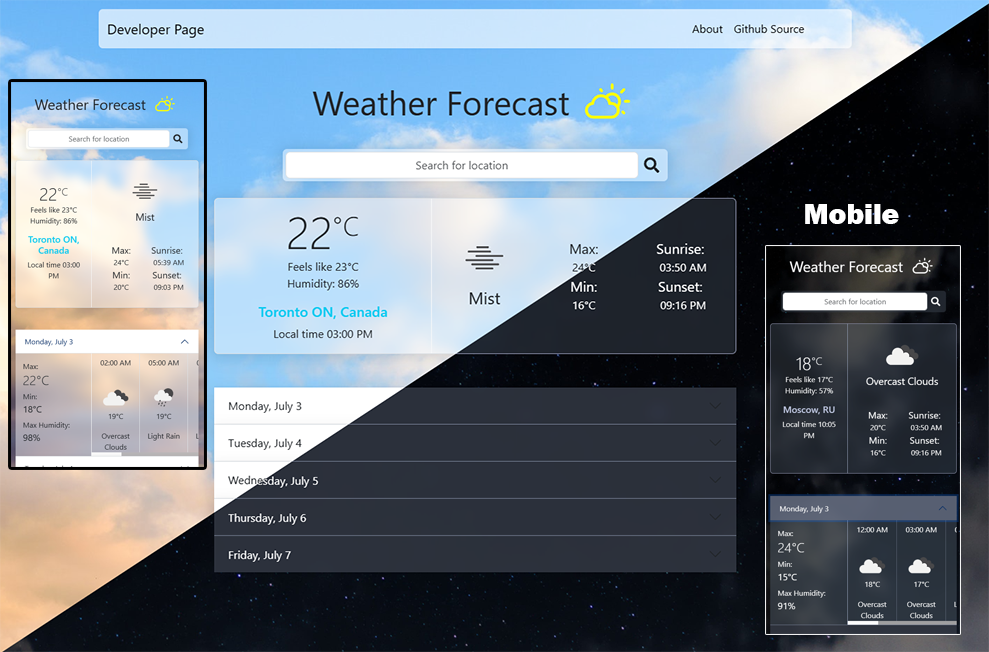 Developer Page
About Github Source
Weather Forecast
Search for location
22°C
Feels like 23°C
Humidity: 86%
Toronto ON, Canada
Local time 03:00 PM
Mist
Max:
24°C
Min:
16°C
Sunrise:
03:50 AM
Sunset:
09:16 PM
Monday, July 3
Tuesday, July 4
Wednesday, July 5
Thursday, July 6
Friday, July 7
Weather Forecast
Search for location
22°C
Feels like 23°C
Humidity: 86%
Toronto ON,
Canada
Local time 03:00
PM
Mist
Max:
24°C
Min:
20°C
Sunrise:
05:39 AM
Sunset:
09:03 PM
Monday, July 3
Max:
22°C
Min:
18°C
Max Humidity:
98%
02:00 AM
19°C
Overcast
Clouds
05:00 AM
19°C
Light Rain
Mobile
Weather Forecast
Search for location
18°C
Feels like 17°C
Humidity: 57%
Moscow, RU
Local time 10:05
PM
Overcast Clouds
Max:
20°C
Min:
16°C
Sunrise:
03:50 AM
Sunset:
09:16 PM
Monday, July 3
Max:
24°C
Min:
15°C
Max Humidity:
91%
12:00 AM
18°C
Overcast
Clouds
03:00 AM
17°C
Overcast
Clouds